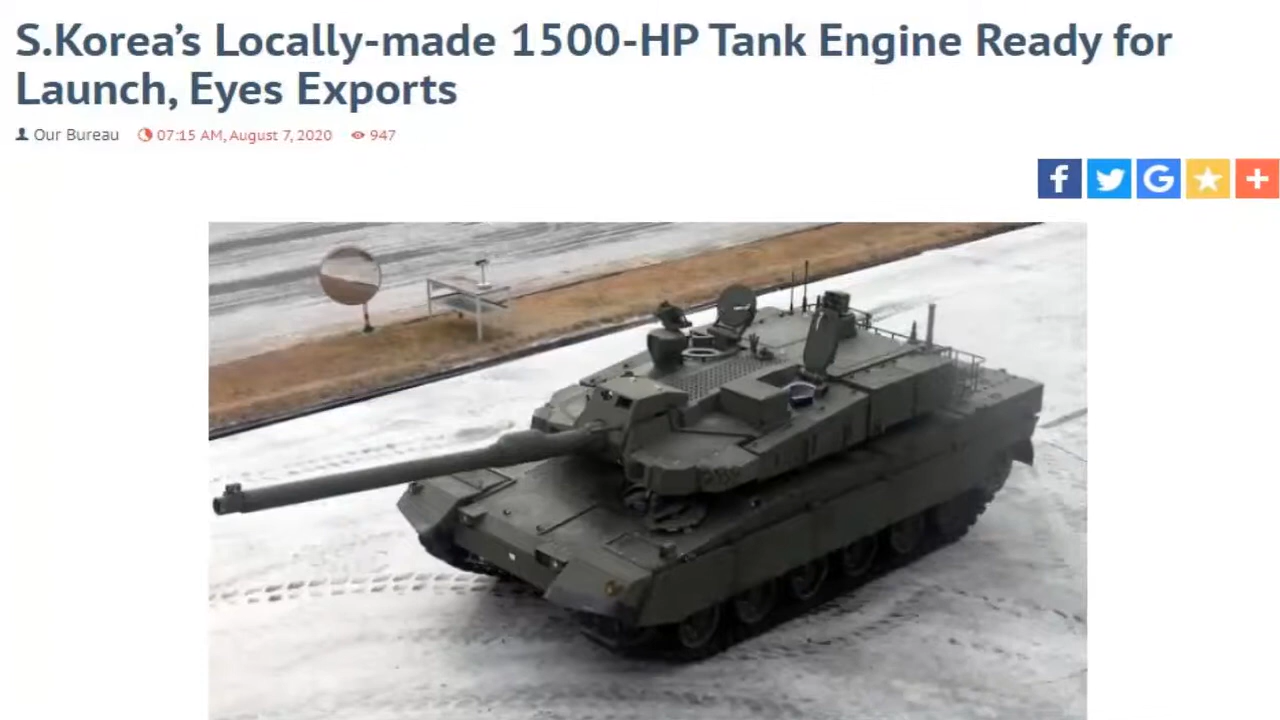 S.Korea's Locally-made 1500-HP Tank Engine Ready for
Launch, Eyes Exports
Our Bureau 07:15 AM, August 7, 2020 947